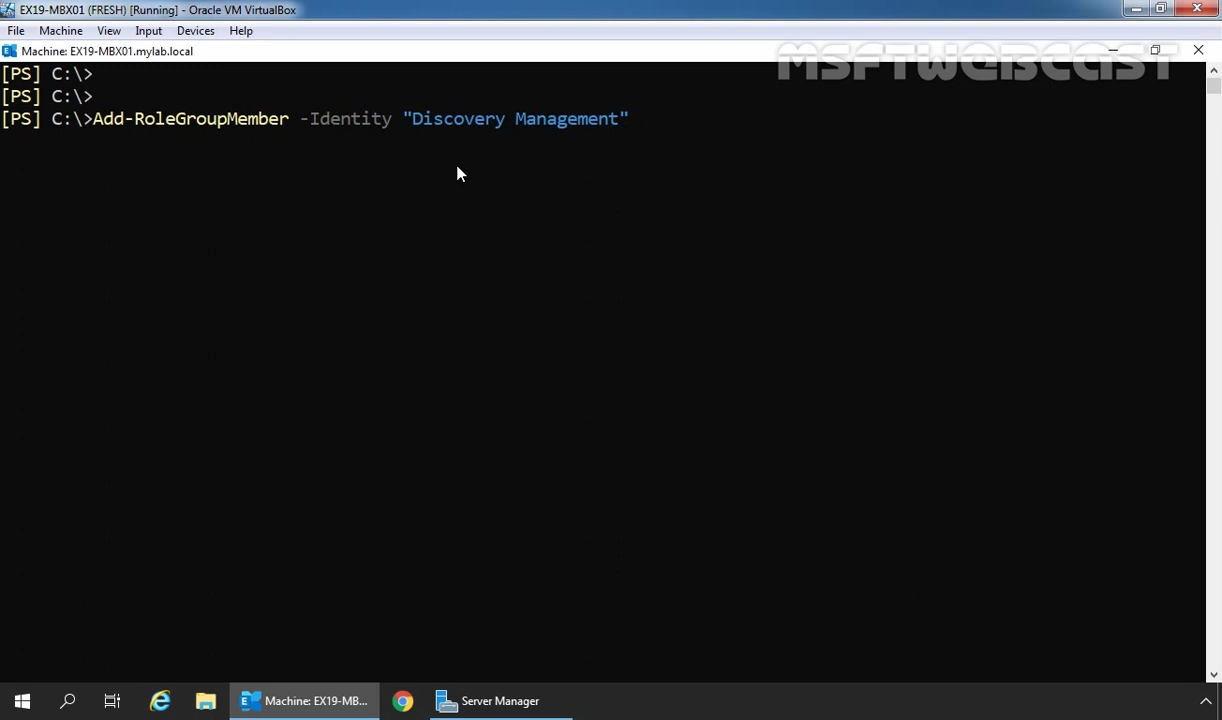 EX19-MBX01 (FRESH) [Running] - Oracle VM VirtualBox
File Machine View Input Devices Help
Machine: EX19-MBX01.mylab.local
MSFTWEBCAST
[PS] C:\>
[PS] C:\>
[PS] C:\>Add-RoleGroupMember -Identity "Discovery Management"
Machine: EX19-MB...
Server Manager